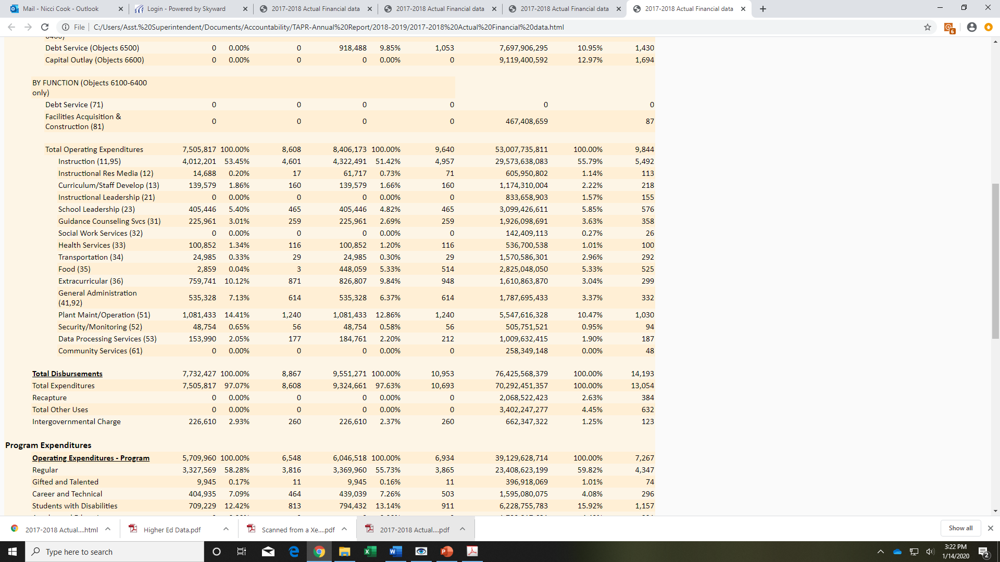 Mail - Nicci Cook - Outlook
Login - Powered by Skyward
2017-2018 Actual Financial data
2017-2018 Actual Financial data
2017-2018 Actual Financial data
2017-2018 Actual Financial data
File | C:/Users/Asst.%20Superintendent/Documents/Accountability/TAPR-Annual%20Report/2018-2019/2017-2018%20Actual%20Financial%20data.html
6
6400)
Debt Service (Objects 6500) 0 0.00% 0 918,488 9.85% 1,053 7,697,906,295 10.95% 1,430
Capital Outlay (Objects 6600) 0 0.00% 0 0 0.00% 0 9,119,400,592 12.97% 1,694
BY FUNCTION (Objects 6100-6400
only)
Debt Service (71) 0 0 0 0 0 0
Facilities Acquisition &
Construction (81) 0 0 0 0 467,408,659 87
Total Operating Expenditures 7,505,817 100.00% 8,608 8,406,173 100.00% 9,640 53,007,735,811 100.00% 9,844
Instruction (11,95) 4,012,201 53.45% 4,601 4,322,491 51.42% 4,957 29,573,638,083 55.79% 5,492
Instructional Res Media (12) 14,688 0.20% 17 61,717 0.73% 71 605,950,802 1.14% 113
Curriculum/Staff Develop (13) 139,579 1.86% 160 139,579 1.66% 160 1,174,310,004 2.22% 218
Instructional Leadership (21) 0 0.00% 0 0 0.00% 0 833,658,903 1.57% 155
School Leadership (23) 405,446 5.40% 465 405,446 4.82% 465 3,099,426,611 5.85% 576
Guidance Counseling Svcs (31) 225,961 3.01% 259 225,961 2.69% 259 1,926,098,691 3.63% 358
Social Work Services (32) 0 0.00% 0 0 0.00% 0 142,409,113 0.27% 26
Health Services (33) 100,852 1.34% 116 100,852 1.20% 116 536,700,538 1.01% 100
Transportation (34) 24,985 0.33% 29 24,985 0.30% 29 1,570,586,301 2.96% 292
Food (35) 2,859 0.04% 3 448,059 5.33% 514 2,825,048,050 5.33% 525
Extracurricular (36) 759,741 10.12% 871 826,807 9.84% 948 1,610,863,870 3.04% 299
General Administration
(41,92) 535,328 7.13% 614 535,328 6.37% 614 1,787,695,433 3.37% 332
Plant Maint/Operation (51) 1,081,433 14.41% 1,240 1,081,433 12.86% 1,240 5,547,616,328 10.47% 1,030
Security/Monitoring (52) 48,754 0.65% 56 48,754 0.58% 56 505,751,521 0.95% 94
Data Processing Services (53) 153,990 2.05% 177 184,761 2.20% 212 1,009,632,415 1.90% 187
Community Services (61) 0 0.00% 0 0 0.00% 0 258,349,148 0.00% 48
Total Disbursements 7,732,427 100.00% 8,867 9,551,271 100.00% 10,953 76,425,568,379 100.00% 14,193
Total Expenditures 7,505,817 97.07% 8,608 9,324,661 97.63% 10,693 70,292,451,357 100.00% 13,054
Recapture 0 0.00% 0 0 0.00% 0 2,068,522,423 2.63% 384
Total Other Uses 0 0.00% 0 0 0.00% 0 3,402,247,277 4.45% 632
Intergovernmental Charge 226,610 2.93% 260 226,610 2.37% 260 662,347,322 1.25% 123
Program Expenditures
Operating Expenditures - Program 5,709,960 100.00% 6,548 6,046,518 100.00% 6,934 39,129,628,714 100.00% 7,267
Regular 3,327,569 58.28% 3,816 3,369,960 55.73% 3,865 23,408,623,199 59.82% 4,347
Gifted and Talented 9,945 0.17% 11 9,945 0.16% 11 396,918,069 1.01% 74
Career and Technical 404,935 7.09% 464 439,039 7.26% 503 1,595,080,075 4.08% 296
Students with Disabilities 709,229 12.42% 813 794,432 13.14% 911 6,228,755,783 15.92% 1,157
2017-2018 Actual....html
Higher Ed Data.pdf
Scanned from a Xe....pdf
2017-2018 Actual....pdf
Show all
Type here to search
3:22 PM
1/14/2020
2